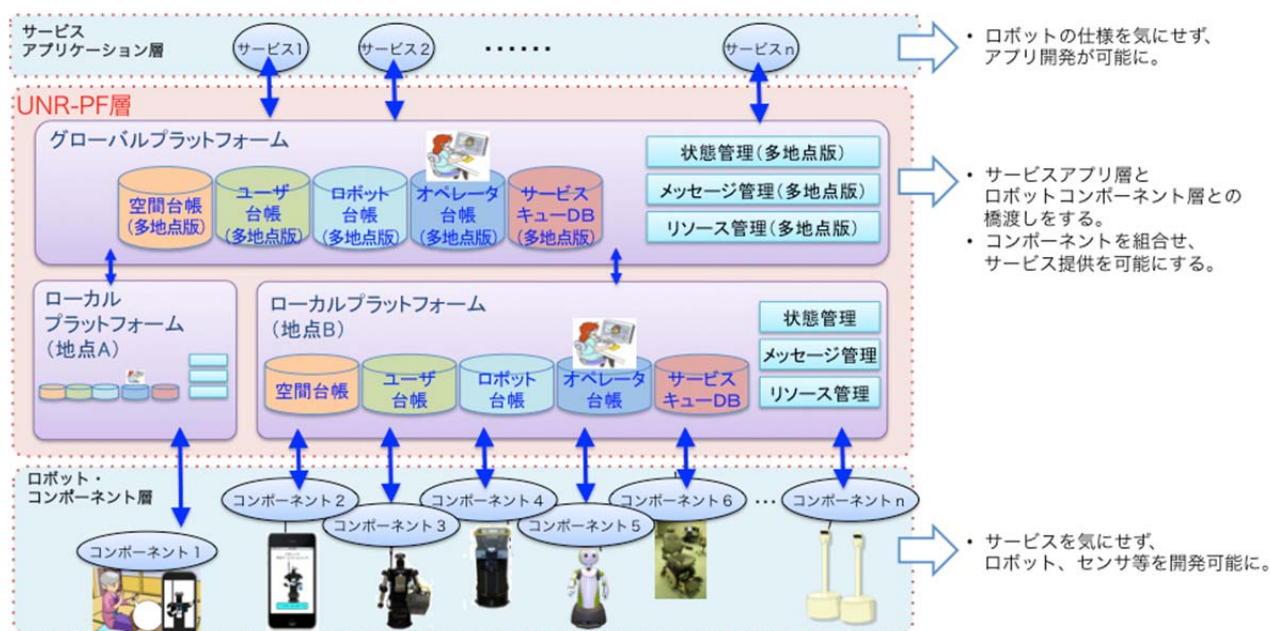 サービス
アプリケーション層
サービス1
サービス2
……
サービスn
• ロボットの仕様を気にせず、
アプリ開発が可能に。
UNR-PF層
グローバルプラットフォーム
空間台帳
(多地点版)
ユーザ
台帳
(多地点版)
ロボット
台帳
(多地点版)
オペレータ
台帳
(多地点版)
サービス
キューDB
(多地点版)
状態管理(多地点版)
メッセージ管理(多地点版)
リソース管理(多地点版)
• サービスアプリ層と
ロボットコンポーネント層との
橋渡しをする。
• コンポーネントを組合せ、
サービス提供を可能にする。
ローカル
プラットフォーム
(地点A)
ローカルプラットフォーム
(地点B)
空間台帳
ユーザ
台帳
ロボット
台帳
オペレータ
台帳
サービス
キューDB
状態管理
メッセージ管理
リソース管理
ロボット・
コンポーネント層
コンポーネント1
コンポーネント2
コンポーネント3
コンポーネント4
コンポーネント5
コンポーネント6
…
コンポーネントn
• サービスを気にせず、
ロボット、センサ等を開発可能に。